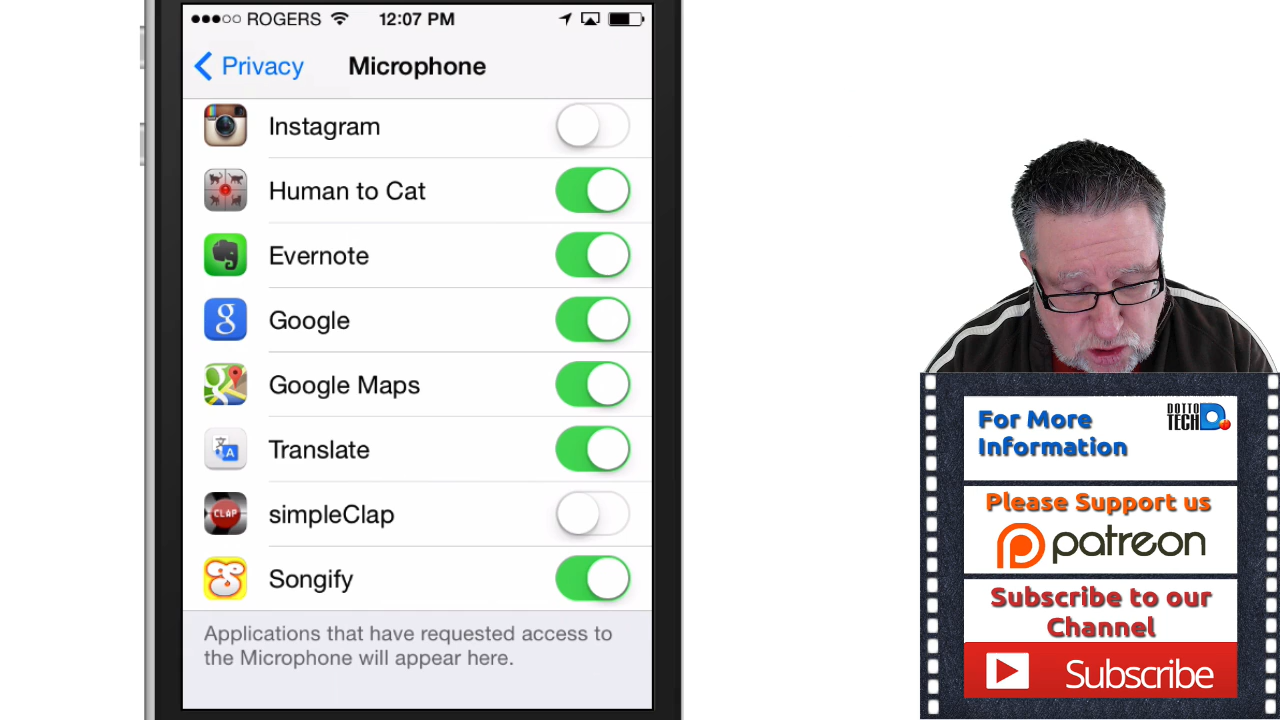 ROGERS 12:07 PM
Privacy Microphone
Instagram
Human to Cat
Evernote
Google
Google Maps
Translate
CLAP simpleClap
Songify
Applications that have requested access to
the Microphone will appear here.
For More
Information
DOTTO
TECH
Please Support us
patreon
Subscribe to our
Channel
Subscribe